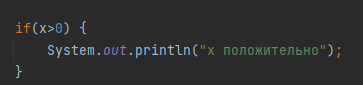 if(x>0) {
    System.out.println("x положительно");
}